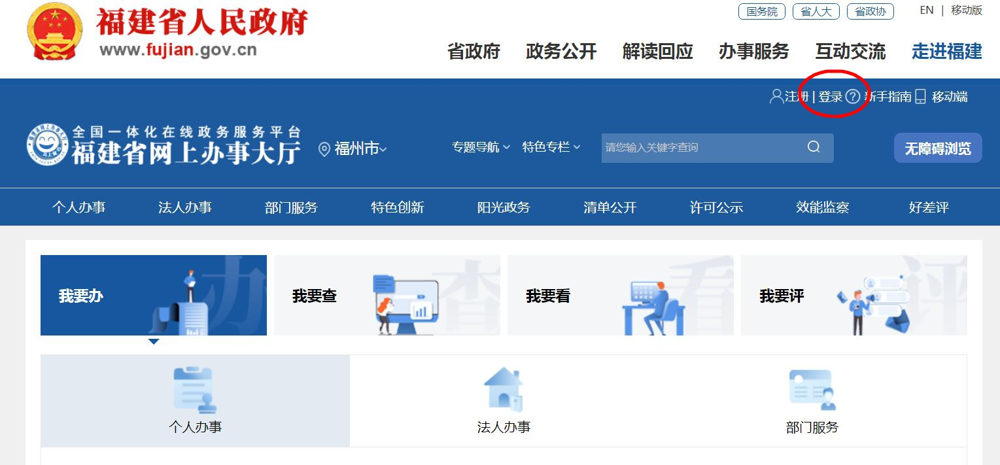 国务院 省人大 省政协 EN | 移动版
福建省人民政府
www.fujian.gov.cn
省政府 政务公开 解读回应 办事服务 互动交流 走进福建
注册 | 登录 ? 新手指南 移动端
全国一体化在线政务服务平台
福建省网上办事大厅
福州市 专题导航 特色专栏 请您输入关键字查询 无障碍浏览
个人办事 法人办事 部门服务 特色创新 阳光政务 清单公开 许可公示 效能监察 好差评
我要办 办 我要查 查 我要看 看 我要评 评
个人办事 法人办事 部门服务